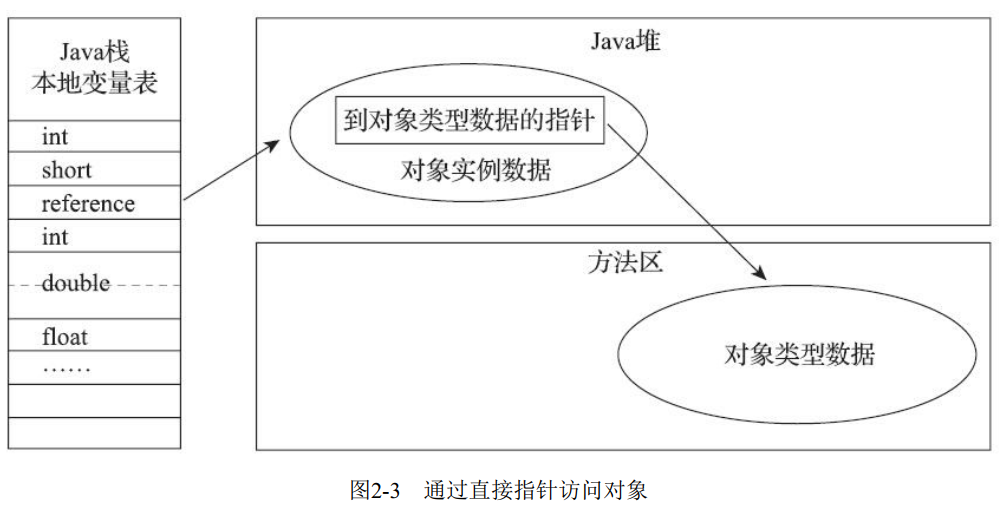 Java栈
本地变量表
int
short
reference
int
double
float
……
Java堆
到对象类型数据的指针
对象实例数据
方法区
对象类型数据
图2-3 通过直接指针访问对象